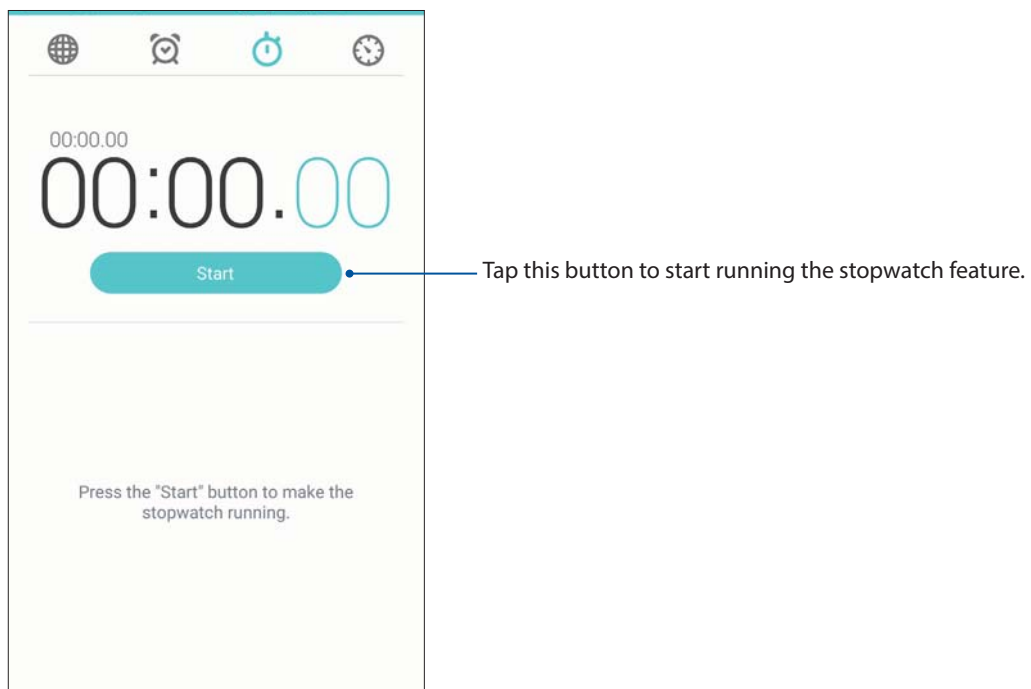 00:00.00
00:00.00
Start
Tap this button to start running the stopwatch feature.
Press the "Start" button to make the
stopwatch running.